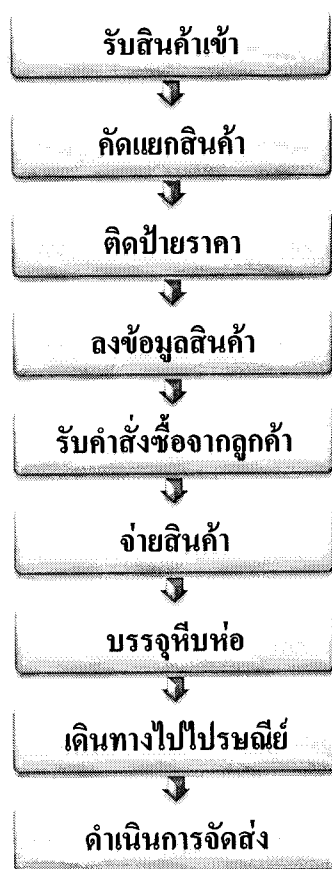 รับสินค้าเข้า
คัดแยกสินค้า
ติดป้ายราคา
ลงข้อมูลสินค้า
รับคำสั่งซื้อจากลูกค้า
จ่ายสินค้า
บรรจุหีบห่อ
เดินทางไปไปรษณีย์
ดำเนินการจัดส่ง